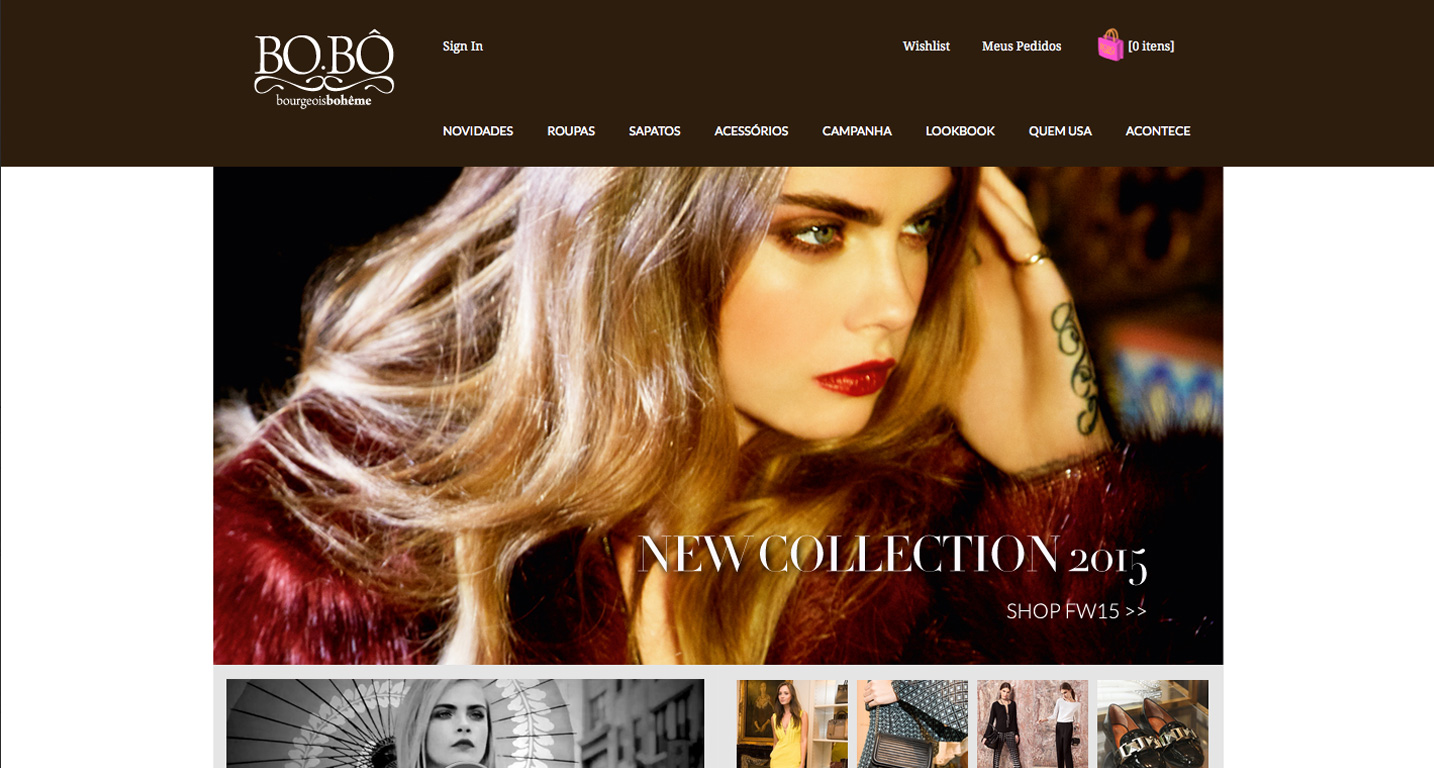 BO.BÔ
bourgeoisbohême
Sign In
Wishlist
Meus Pedidos
[0 itens]
NOVIDADES
ROUPAS
SAPATOS
ACESSÓRIOS
CAMPANHA
LOOKBOOK
QUEM USA
ACONTECE
NEW COLLECTION 2015
SHOP FW15 >>